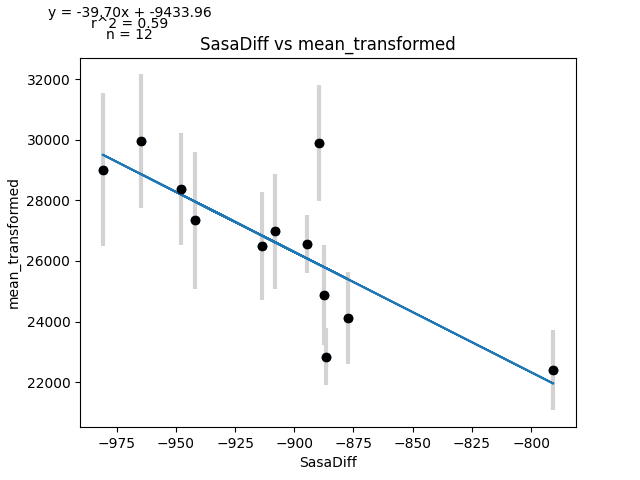 y = -39.70x + -9433.96
r^2 = 0.59
n = 12
SasaDiff vs mean_transformed
32000
30000
28000
26000
24000
22000
mean_transformed
−975
−950
−925
−900
−875
−850
−825
−800
SasaDiff